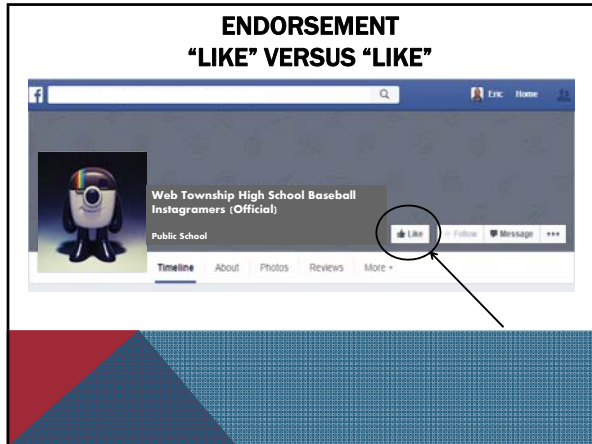 ENDORSEMENT
“LIKE” VERSUS “LIKE”
f
Eric Home
Web Township High School Baseball
Instagramers (Official)
Public School
Like + Follow Message •••
Timeline About Photos Reviews More